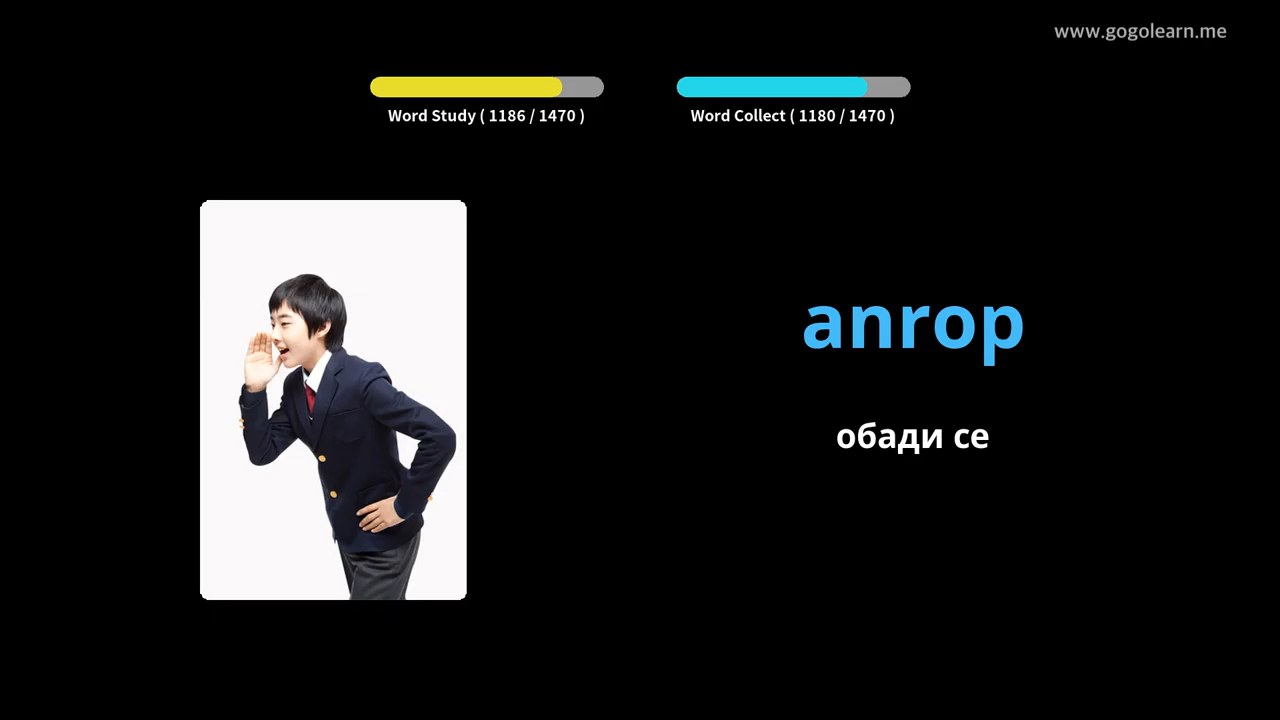 www.gogolearn.me
Word Study ( 1186 / 1470 )
Word Collect ( 1180 / 1470 )
anrop
обади се